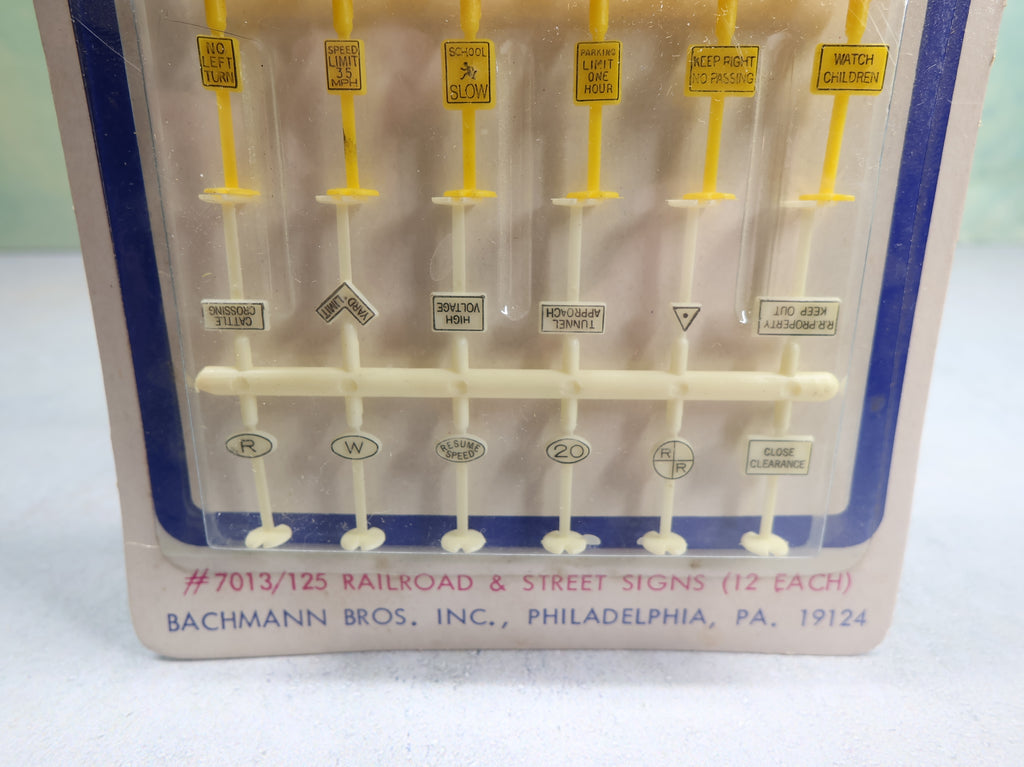 NO
LEFT
TURN
SPEED
LIMIT
35
MPH
SCHOOL
SLOW
PARKING
LIMIT
ONE
HOUR
KEEP RIGHT
NO PASSING
WATCH
CHILDREN
CATTLE
CROSSING
YARD LIMIT
HIGH
VOLTAGE
TUNNEL
APPROACH
R.R. PROPERTY
KEEP OUT
R
W
RESUME
SPEED
20
R
R
CLOSE
CLEARANCE
#7013/125 RAILROAD & STREET SIGNS (12 EACH)
BACHMANN BROS. INC., PHILADELPHIA, PA. 19124